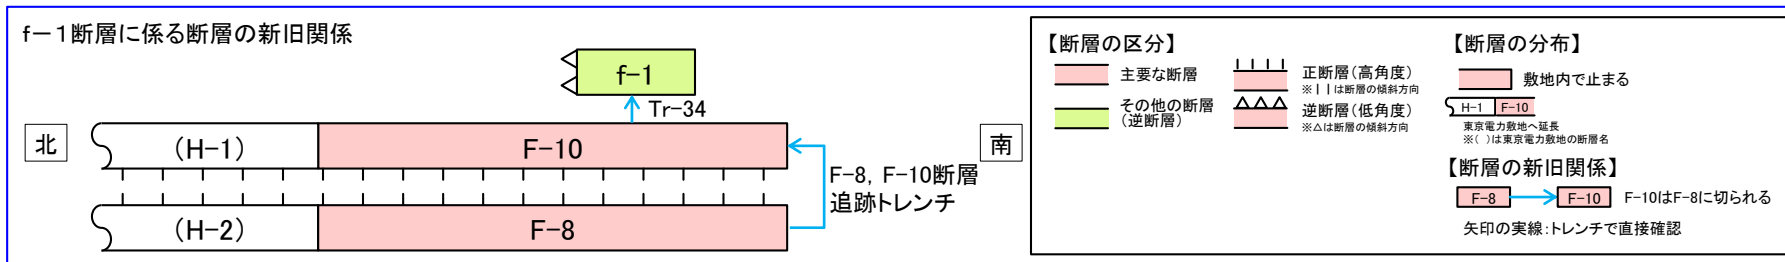 f－1断層に係る断層の新旧関係
f-1
Tr-34
北
(H-1)
F-10
南
F-8, F-10断層
追跡トレンチ
(H-2)
F-8
【断層の区分】
主要な断層
その他の断層
(逆断層)
正断層(高角度)
※||は断層の傾斜方向
逆断層(低角度)
※△は断層の傾斜方向
【断層の分布】
敷地内で止まる
H-1
F-10
東京電力敷地へ延長
※( )は東京電力敷地の断層名
【断層の新旧関係】
F-8
F-10
F-10はF-8に切られる
矢印の実線:トレンチで直接確認